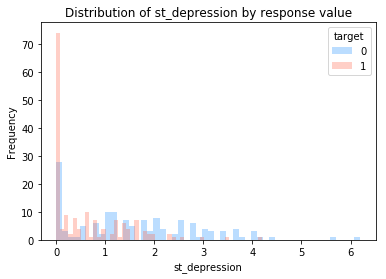 Distribution of st_depression by response value
target
0
1
Frequency
70
60
50
40
30
20
10
0
0 1 2 3 4 5 6
st_depression